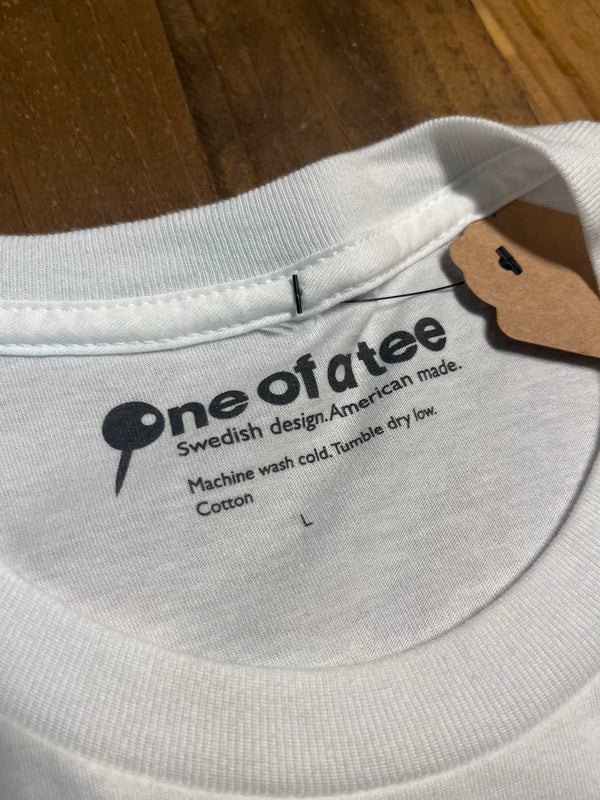 One of a tee
Swedish design. American made.
Machine wash cold. Tumble dry low.
Cotton
L